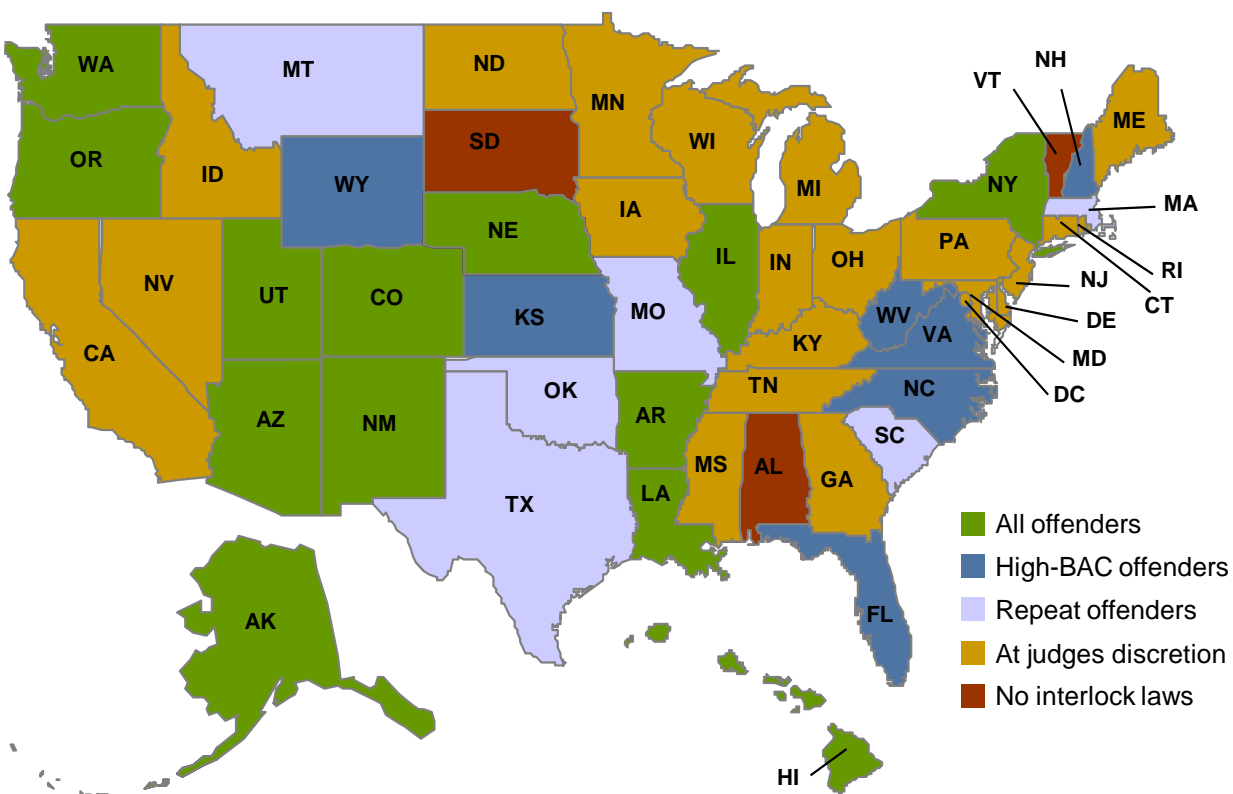 NH
VT
WA
MT
ND
MN
ME
OR
SD
WI
ID
WY
MI
NY
MA
IA
NE
PA
RI
NV
UT
CO
IL
IN
OH
NJ
CT
KS
MO
WV
VA
DE
CA
KY
MD
TN
NC
DC
OK
AZ
NM
AR
SC
MS
AL
GA
LA
TX
All offenders
High-BAC offenders
Repeat offenders
FL
AK
At judges discretion
No interlock laws
HI